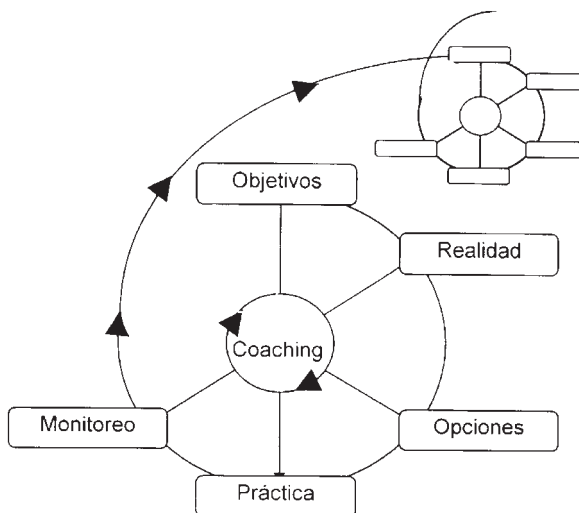 Objetivos
Realidad
Coaching
Monitoreo
Opciones
Práctica